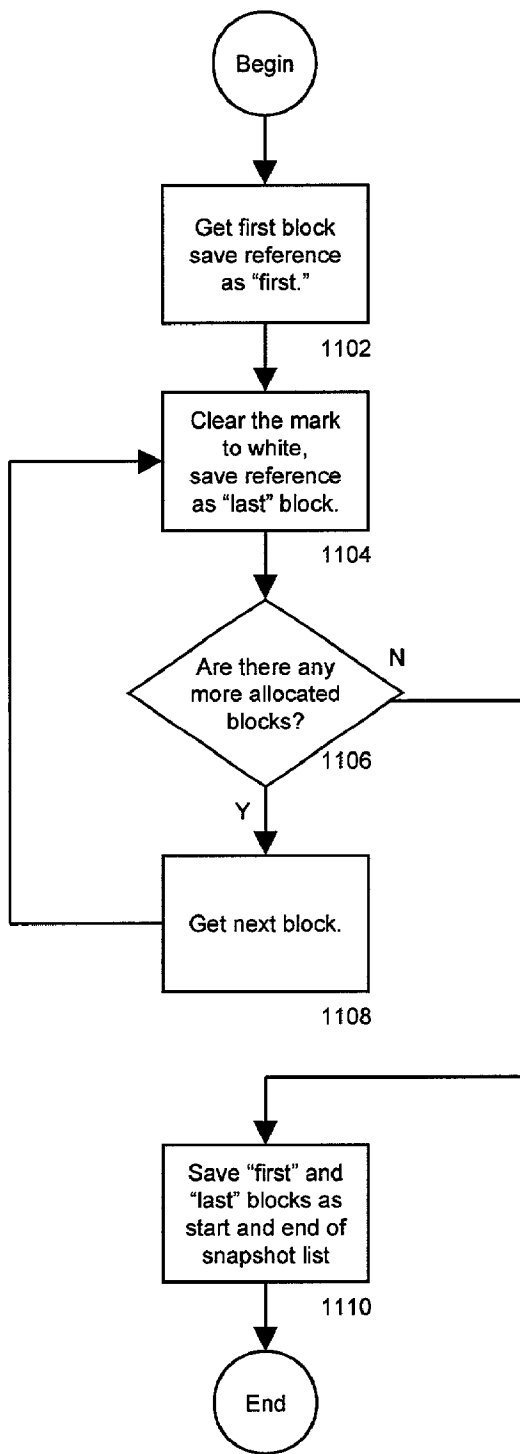 Begin
Get first block
save reference
as “first.”
1102
Clear the mark
to white,
save reference
as “last” block.
1104
Are there any
more allocated
blocks?
N
1106
Y
Get next block.
1108
Save “first” and
“last” blocks as
start and end of
snapshot list
1110
End